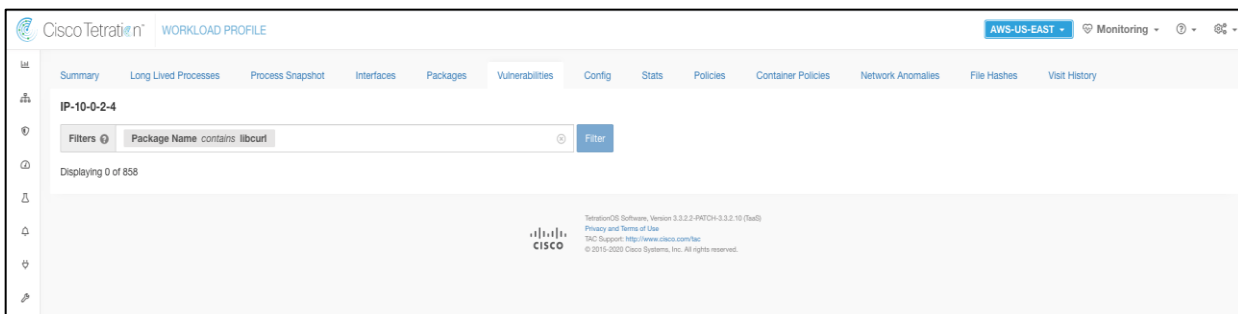 Cisco Tetration™ WORKLOAD PROFILE AWS-US-EAST Monitoring
Summary Long Lived Processes Process Snapshot Interfaces Packages Vulnerabilities Config Stats Policies Container Policies Network Anomalies File Hashes Visit History
IP-10-0-2-4
Filters Package Name contains libcurl Filter
Displaying 0 of 858
TetrationOS Software, Version 3.3.2.2-PATCH-3.3.2.10 (TaaS)
Privacy and Terms of Use
TAC Support: http://www.cisco.com/tac
© 2015-2020 Cisco Systems, Inc. All rights reserved.
CISCO